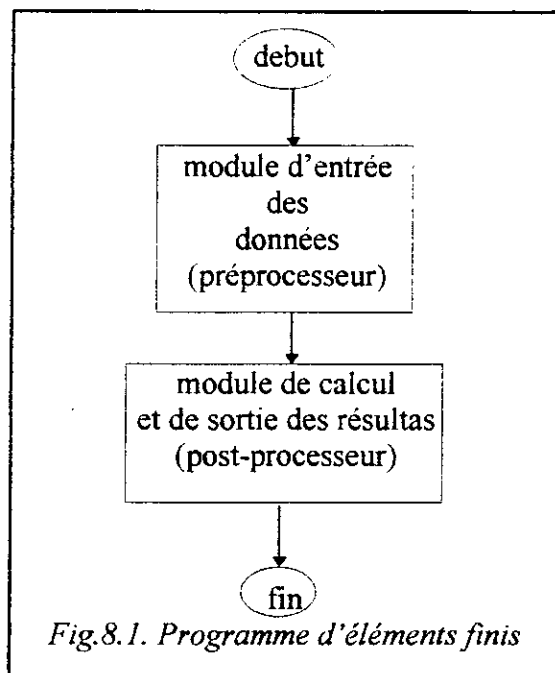 debut
module d'entrée
des
données
(préprocesseur)
module de calcul
et de sortie des résultas
(post-processeur)
fin
Fig.8.1. Programme d'éléments finis